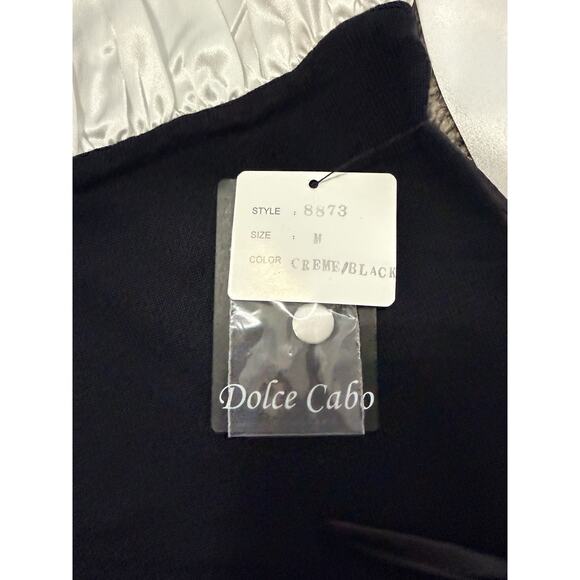 STYLE : 8873
SIZE : M
COLOR : CREME/BLACK
Dolce Cabo